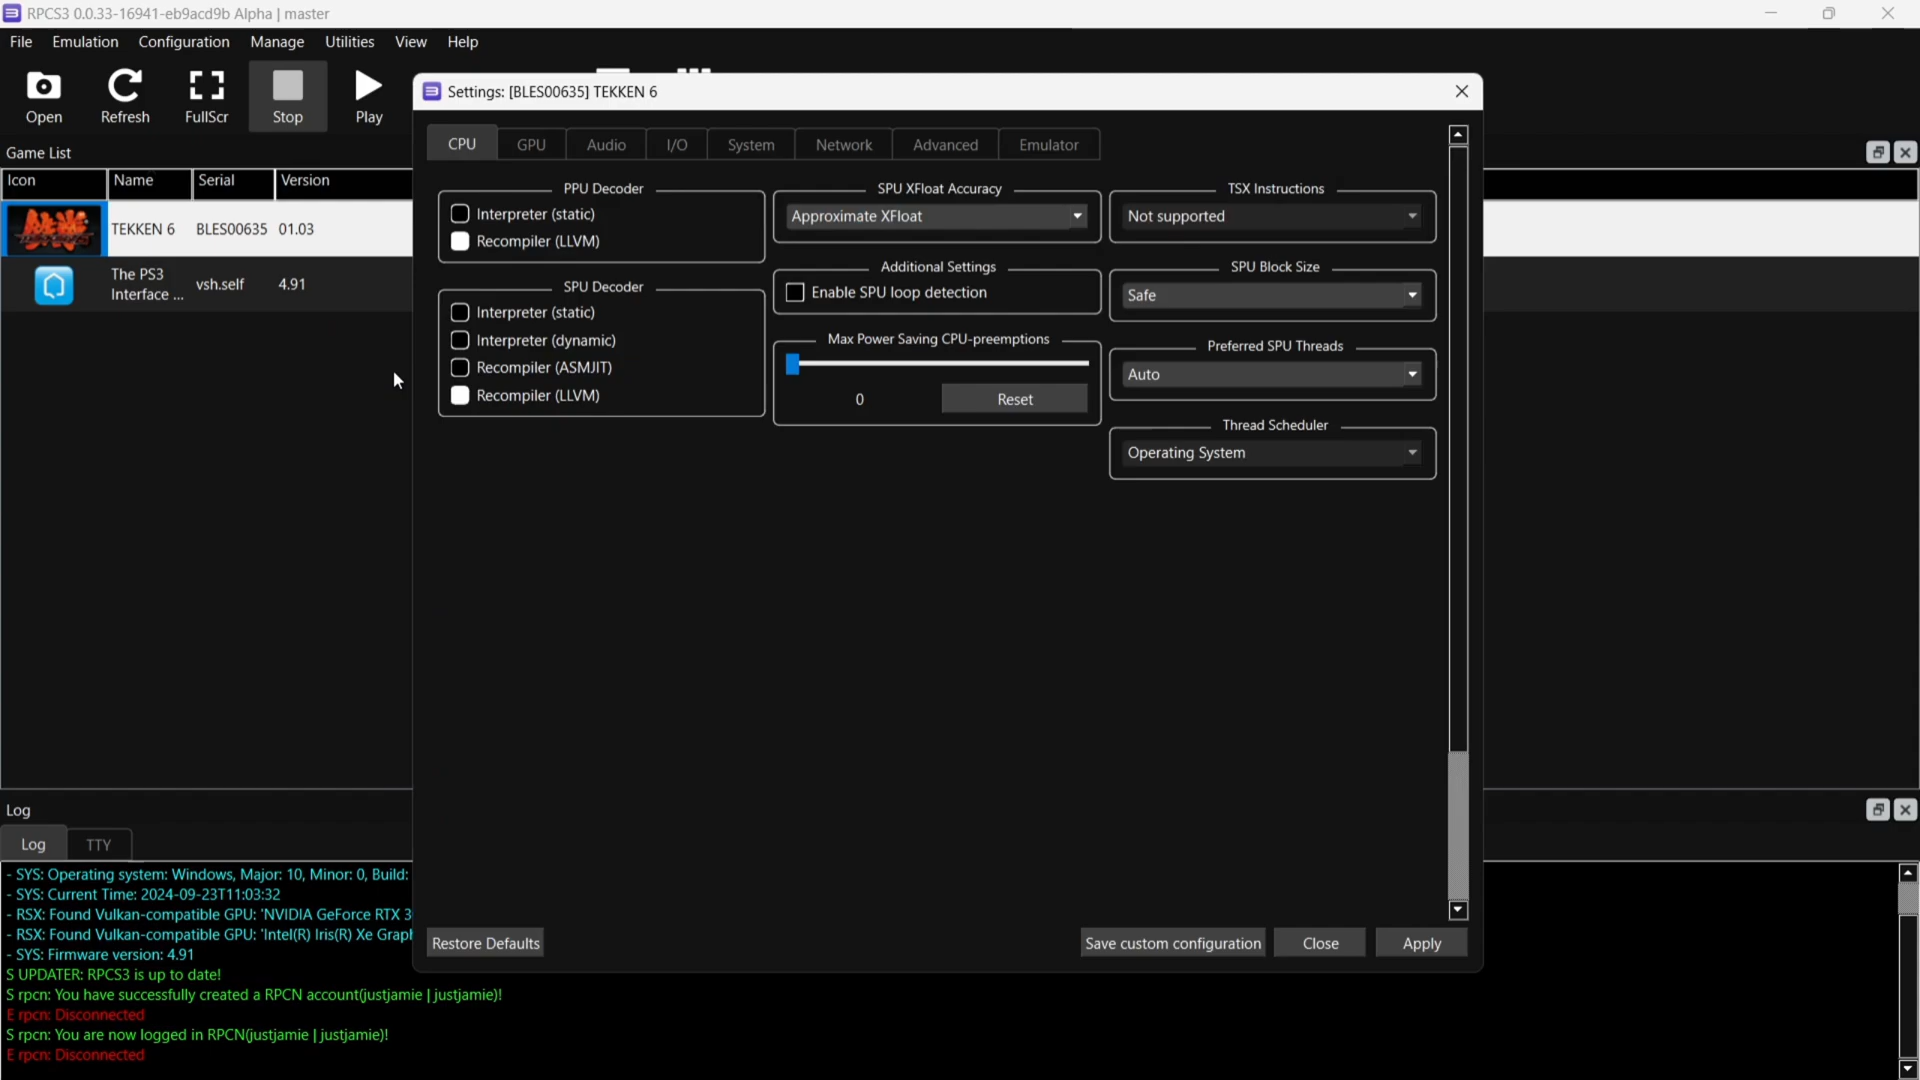 RPCS3 0.0.33-16941-eb9acd9b Alpha | master
File Emulation Configuration Manage Utilities View Help
Open Refresh FullScr Stop Play
Settings: [BLES00635] TEKKEN 6
CPU GPU Audio I/O System Network Advanced Emulator
Game List
Icon Name Serial Version
TEKKEN 6 BLES00635 01.03
The PS3
Interface ... vsh.self 4.91
PPU Decoder
Interpreter (static)
Recompiler (LLVM)
SPU Decoder
Interpreter (static)
Interpreter (dynamic)
Recompiler (ASMJIT)
Recompiler (LLVM)
SPU XFloat Accuracy
Approximate XFloat
Additional Settings
Enable SPU loop detection
Max Power Saving CPU-preemptions
0 Reset
TSX Instructions
Not supported
SPU Block Size
Safe
Preferred SPU Threads
Auto
Thread Scheduler
Operating System
Restore Defaults Save custom configuration Close Apply
Log
Log TTY
- SYS: Operating system: Windows, Major: 10, Minor: 0, Build:
- SYS: Current Time: 2024-09-23T11:03:32
- RSX: Found Vulkan-compatible GPU: 'NVIDIA GeForce RTX 3
- RSX: Found Vulkan-compatible GPU: 'Intel(R) Iris(R) Xe Graph
- SYS: Firmware version: 4.91
S UPDATER: RPCS3 is up to date!
S rpcn: You have successfully created a RPCN account(justjamie | justjamie)!
E rpcn: Disconnected
S rpcn: You are now logged in RPCN(justjamie | justjamie)!
E rpcn: Disconnected